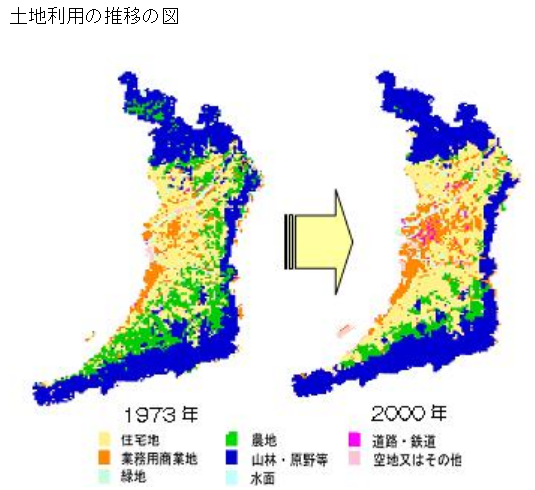 土地利用の推移の図
1973年
2000年
住宅地
農地
道路・鉄道
業務用商業地
山林・原野等
空地又はその他
緑地
水面